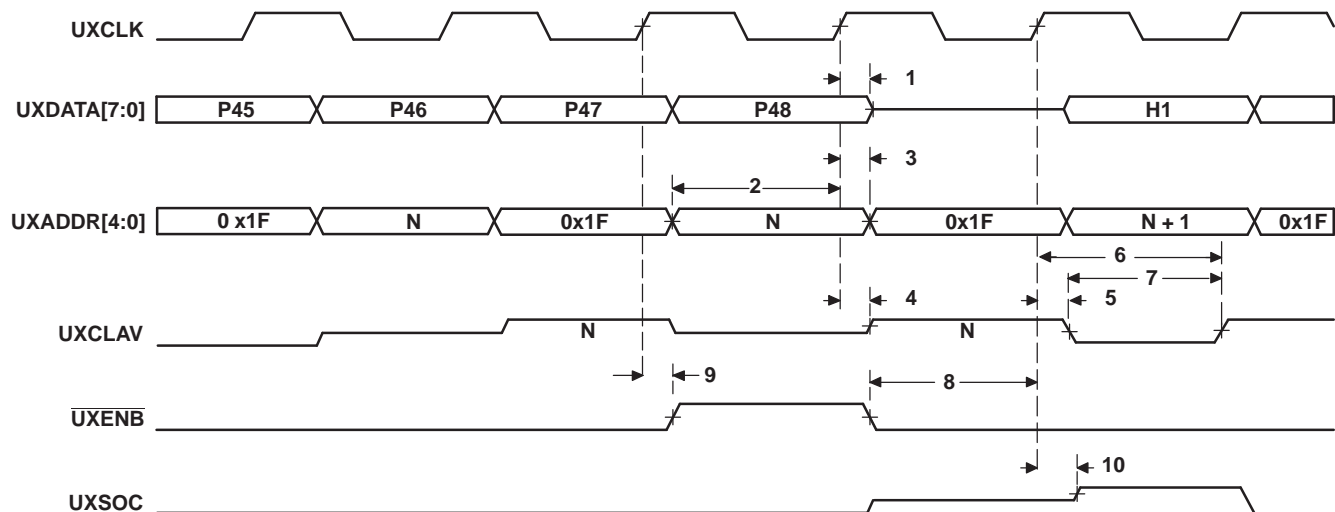 UXCLK
1
UXDATA[7:0] P45 P46 P47 P48 H1
3
2
UXADDR[4:0] 0 x1F N 0x1F N 0x1F N + 1 0x1F
6
7
4 5
UXCLAV N N
9 8
UXENB
10
UXSOC